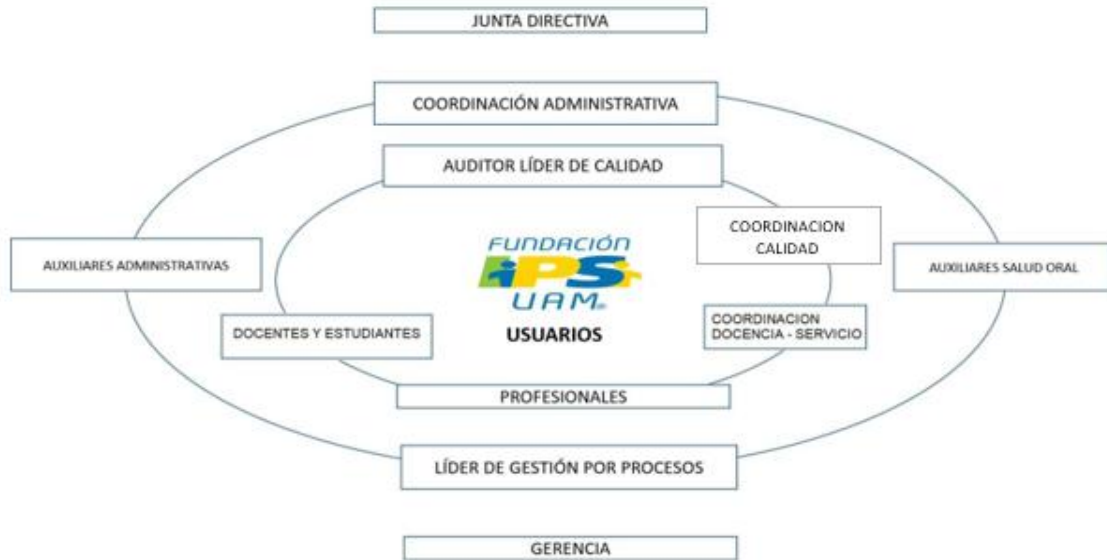 JUNTA DIRECTIVA
COORDINACIÓN ADMINISTRATIVA
AUDITOR LÍDER DE CALIDAD
COORDINACION
CALIDAD
AUXILIARES ADMINISTRATIVAS
FUNDACIÓN
iPS
UAM®
USUARIOS
AUXILIARES SALUD ORAL
DOCENTES Y ESTUDIANTES
COORDINACION
DOCENCIA - SERVICIO
PROFESIONALES
LÍDER DE GESTIÓN POR PROCESOS
GERENCIA